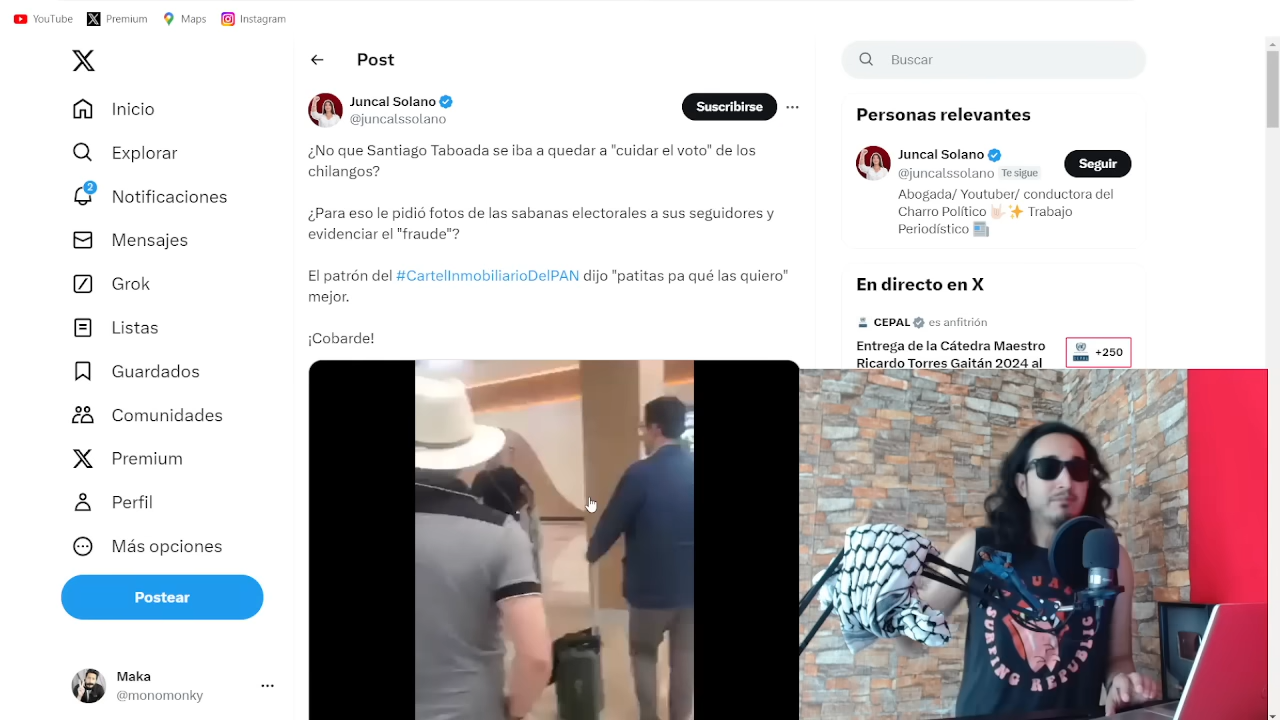 YouTube
Premium
Maps
Instagram
Inicio
Explorar
2
Notificaciones
Mensajes
Grok
Listas
Guardados
Comunidades
Premium
Perfil
Más opciones
Postear
Maka
@monomonky
Post
Juncal Solano
@juncalssolano
Suscribirse
¿No que Santiago Taboada se iba a quedar a "cuidar el voto" de los
chilangos?
¿Para eso le pidió fotos de las sabanas electorales a sus seguidores y
evidenciar el "fraude"?
El patrón del #CartelInmobiliarioDelPAN dijo "patitas pa qué las quiero"
mejor.
¡Cobarde!
Buscar
Personas relevantes
Juncal Solano
@juncalssolano Te sigue
Seguir
Abogada/ Youtuber/ conductora del
Charro Político 🤟🏻✨ Trabajo
Periodístico 📰
En directo en X
CEPAL es anfitrión
Entrega de la Cátedra Maestro
Ricardo Torres Gaitán 2024 al
+250
SURFING REPUBLIC